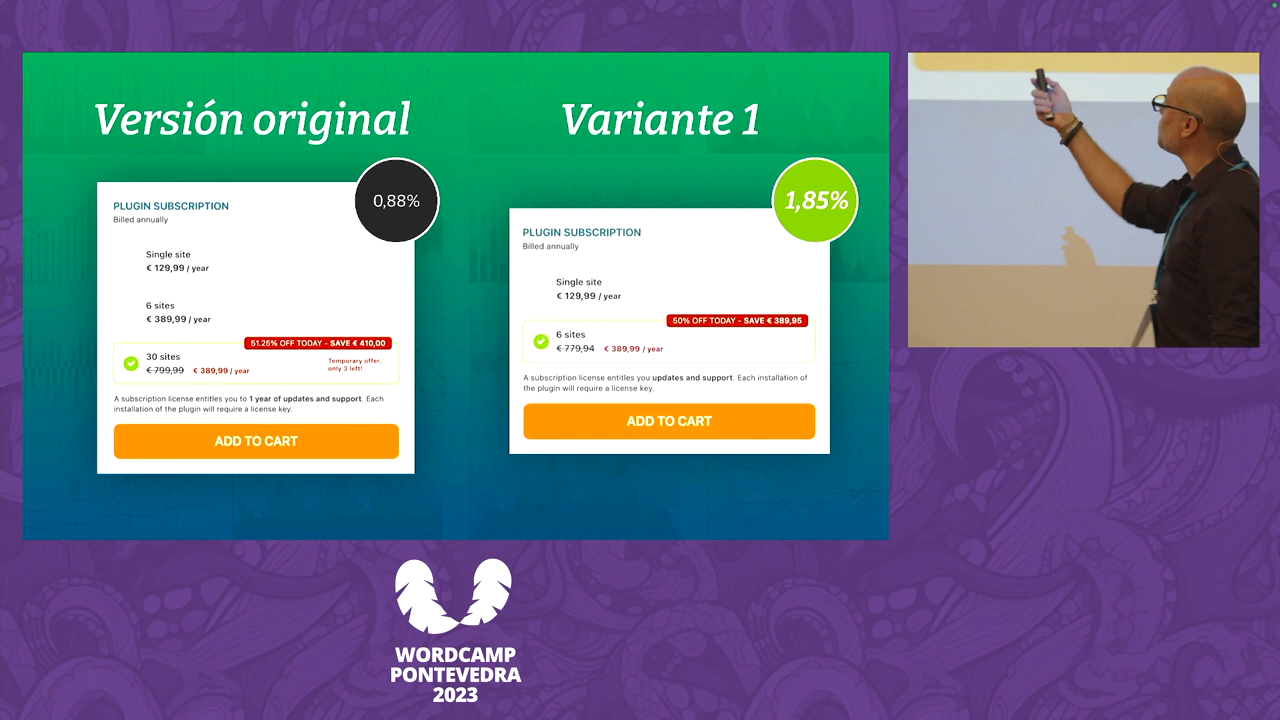 Versión original
0,88%
PLUGIN SUBSCRIPTION
Billed annually
Single site
€ 129,99 / year
6 sites
€ 389,99 / year
51.25% OFF TODAY - SAVE € 410,00
30 sites
€ 799,99 € 389,99 / year
Temporary offer,
only 3 left!
A subscription license entitles you to 1 year of updates and support. Each
installation of the plugin will require a license key.
ADD TO CART
Variante 1
1,85%
PLUGIN SUBSCRIPTION
Billed annually
Single site
€ 129,99 / year
50% OFF TODAY - SAVE € 389,95
6 sites
€ 779,94 € 389,99 / year
A subscription license entitles you updates and support. Each installation of
the plugin will require a license key.
ADD TO CART
WORDCAMP
PONTEVEDRA
2023